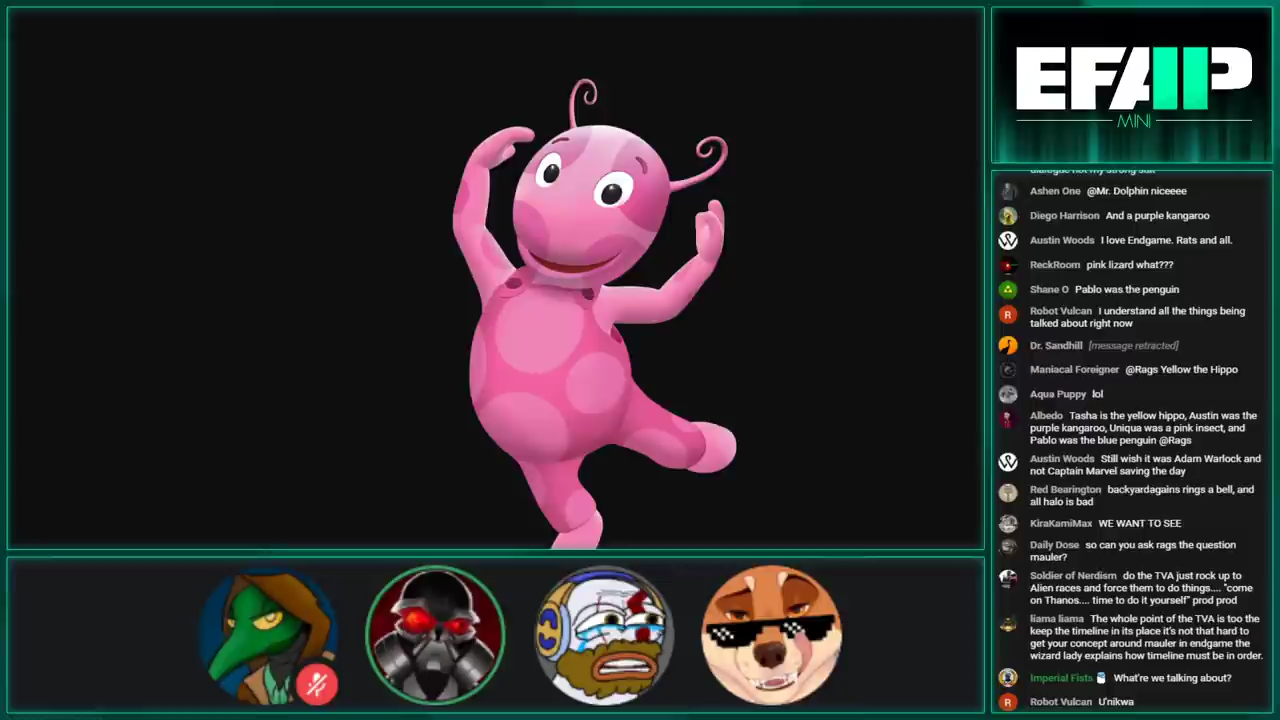 EFAP
MINI
dialogue not my strong suit
Ashen One @Mr. Dolphin niceeee
Diego Harrison And a purple kangaroo
Austin Woods I love Endgame. Rats and all.
ReckRoom pink lizard what???
Shane O Pablo was the penguin
Robot Vulcan I understand all the things being
talked about right now
Dr. Sandhill [message retracted]
Maniacal Foreigner @Rags Yellow the Hippo
Aqua Puppy lol
Albedo Tasha is the yellow hippo, Austin was the
purple kangaroo, Uniqua was a pink insect, and
Pablo was the blue penguin @Rags
Austin Woods Still wish it was Adam Warlock and
not Captain Marvel saving the day
Red Bearington backyardagains rings a bell, and
all halo is bad
KiraKamiMax WE WANT TO SEE
Daily Dose so can you ask rags the question
mauler?
Soldier of Nerdism do the TVA just rock up to
Alien races and force them to do things.... "come
on Thanos.... time to do it yourself" prod prod
liama liama The whole point of the TVA is too the
keep the timeline in its place it's not that hard to
get your concept around mauler in endgame the
wizard lady explains how timeline must be in order.
Imperial Fists What're we talking about?
R Robot Vulcan U'nikwa